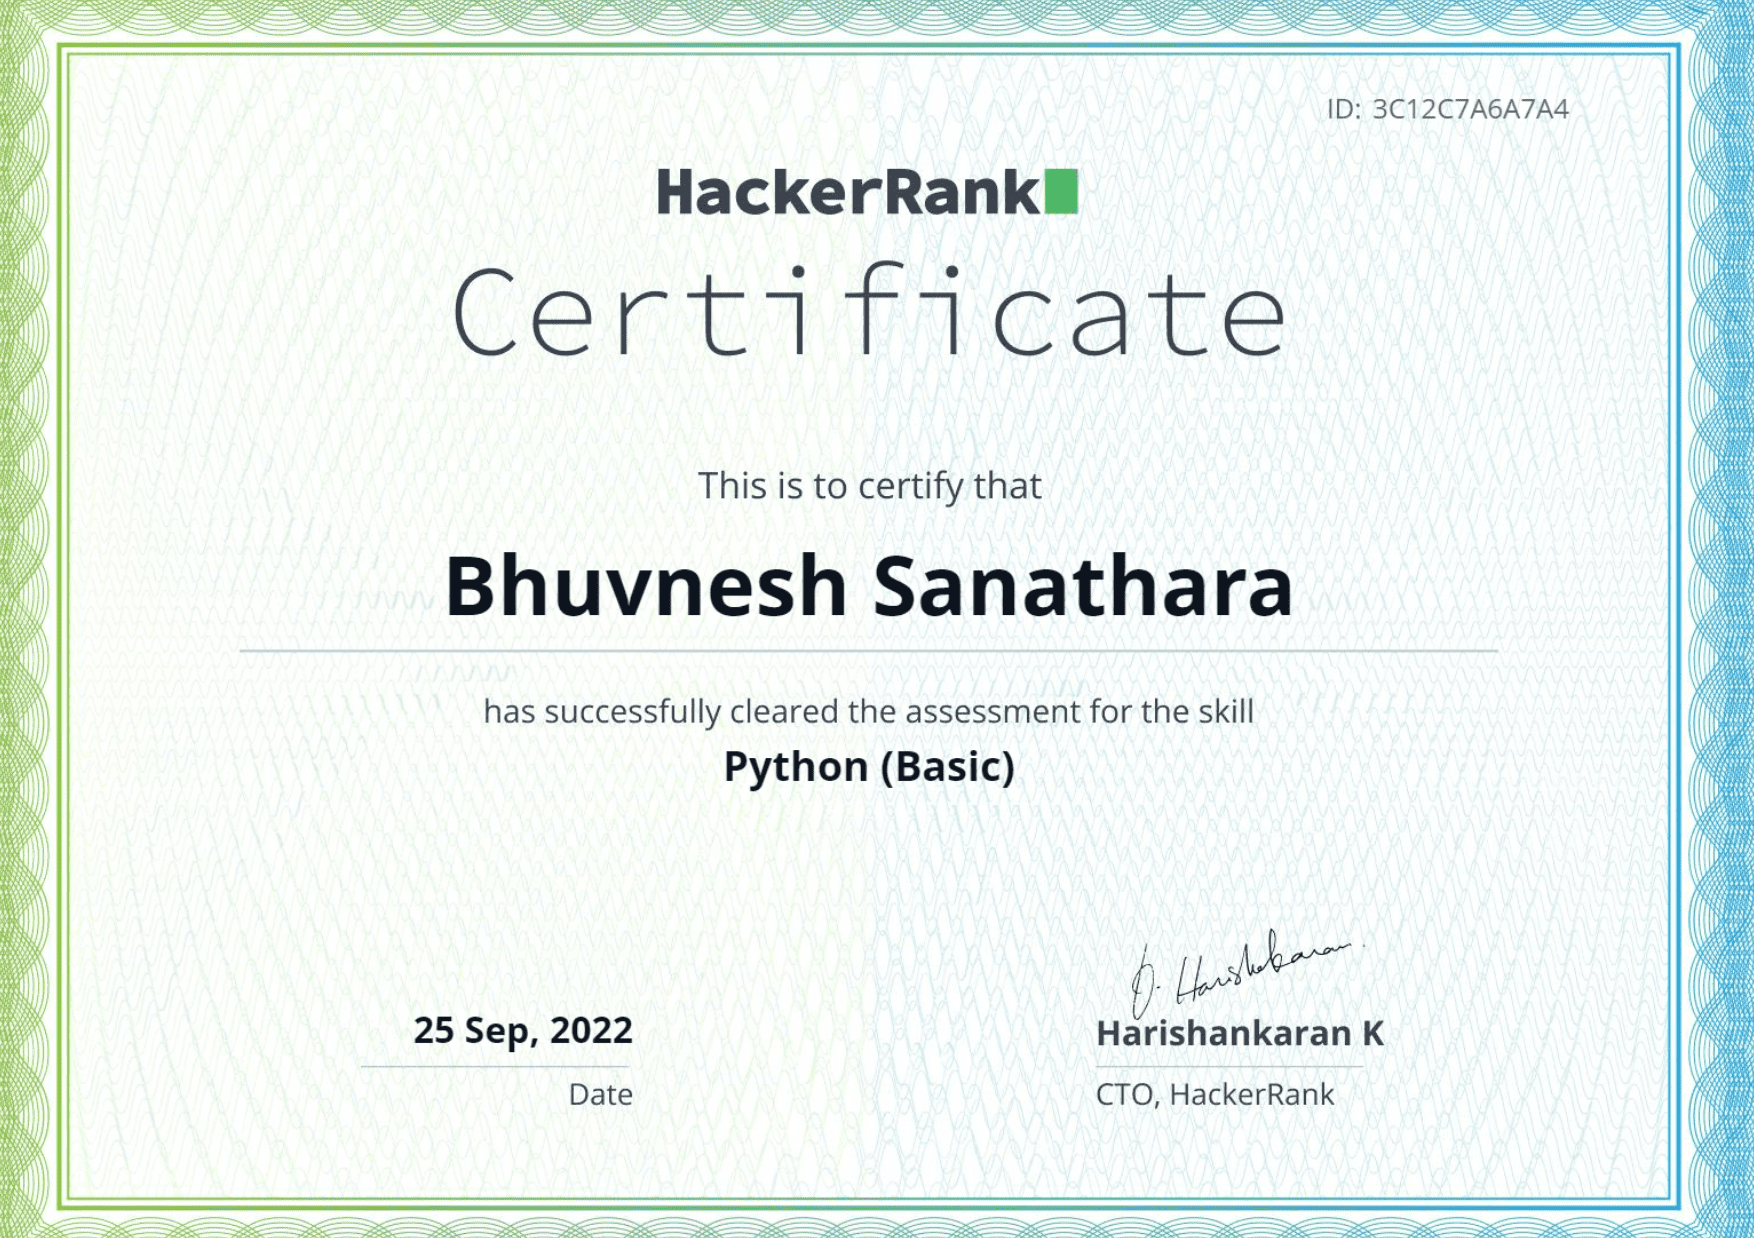 ID: 3C12C7A6A7A4
HackerRank
Certificate
This is to certify that
Bhuvnesh Sanathara
has successfully cleared the assessment for the skill
Python (Basic)
25 Sep, 2022
Date
Harishankaran K
CTO, HackerRank